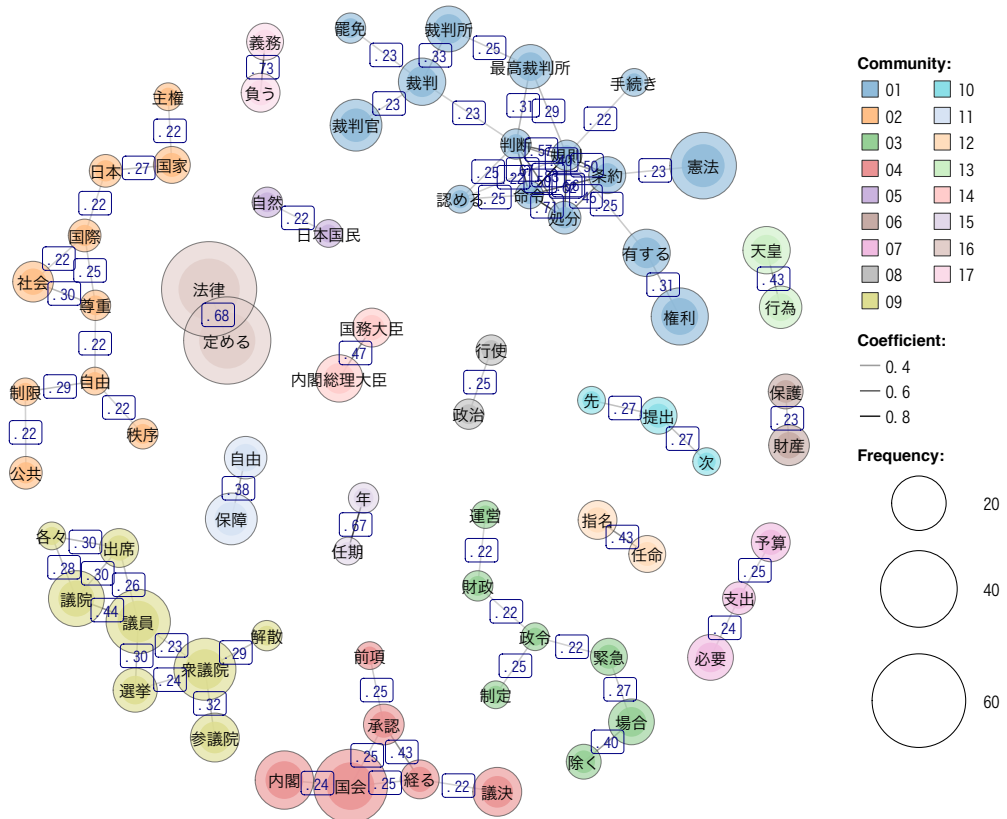 義務
.73
負う
罷免
.23
裁判所
.33
.25
最高裁判所
裁判
.23
裁判官
.23
.31
.29
手続き
.22
判断
.57
規則
.50
条約
.23
憲法
.25
認める
.25
命令
.71
処分
.45
.25
有する
.31
権利
主権
.22
日本
.27
国家
.22
国際
.22
.25
社会
.30
尊重
.22
制限
.29
自由
.22
.22
秩序
公共
自然
.22
日本国民
法律
.68
定める
国務大臣
.47
内閣総理大臣
行使
.25
政治
天皇
.43
行為
先
.27
提出
.27
次
保護
.23
財産
自由
.38
保障
年
.67
任期
運営
.22
財政
.22
政令
.22
緊急
.25
制定
.27
場合
.40
除く
指名
.43
任命
予算
.25
支出
.24
必要
各々
.30
出席
.28
.30
.26
議院
.44
議員
.23
.30
.24
衆議院
.29
解散
選挙
.32
参議院
前項
.25
承認
.25
.43
内閣
.24
国会
.25
経る
.22
議決
Community:
01
02
03
04
05
06
07
08
09
10
11
12
13
14
15
16
17
Coefficient:
0.4
0.6
0.8
Frequency:
20
40
60